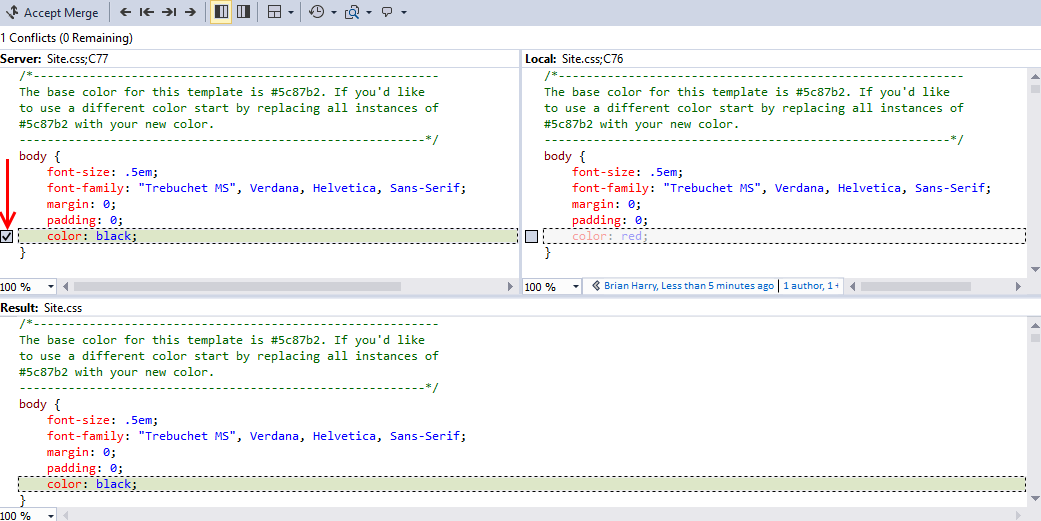 Accept Merge
1 Conflicts (0 Remaining)
Server: Site.css;C77
/*----------------------------------------------------------
The base color for this template is #5c87b2. If you'd like
to use a different color start by replacing all instances of
#5c87b2 with your new color.
----------------------------------------------------------*/
body {
    font-size: .5em;
    font-family: "Trebuchet MS", Verdana, Helvetica, Sans-Serif;
    margin: 0;
    padding: 0;
    color: black;
}
100 %
Local: Site.css;C76
/*----------------------------------------------------------
The base color for this template is #5c87b2. If you'd like
to use a different color start by replacing all instances of
#5c87b2 with your new color.
----------------------------------------------------------*/
body {
    font-size: .5em;
    font-family: "Trebuchet MS", Verdana, Helvetica, Sans-Serif;
    margin: 0;
    padding: 0;
    color: red;
}
100 %
Brian Harry, Less than 5 minutes ago | 1 author, 1
Result: Site.css
/*----------------------------------------------------------
The base color for this template is #5c87b2. If you'd like
to use a different color start by replacing all instances of
#5c87b2 with your new color.
----------------------------------------------------------*/
body {
    font-size: .5em;
    font-family: "Trebuchet MS", Verdana, Helvetica, Sans-Serif;
    margin: 0;
    padding: 0;
    color: black;
}
100 %